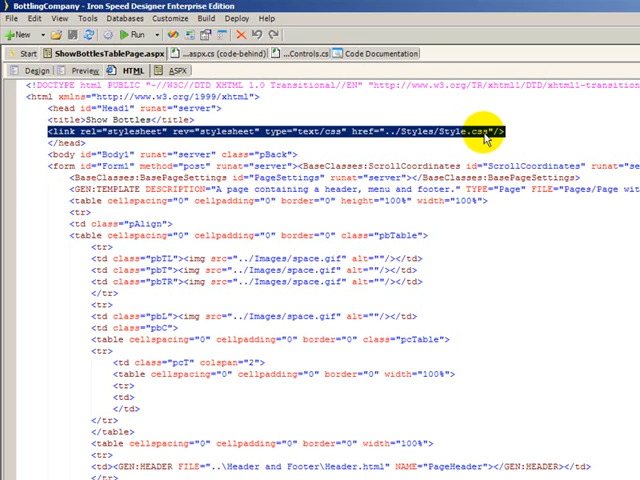 BottlingCompany - Iron Speed Designer Enterprise Edition
File Edit View Tools Databases Customize Build Deploy Help
New Run
Start ShowBottlesTablePage.aspx ...aspx.cs (code-behind) ...Controls.cs Code Documentation
Design Preview HTML ASPX
<!DOCTYPE html PUBLIC "-//W3C//DTD XHTML 1.0 Transitional//EN" "http://www.w3.org/TR/xhtml1/DTD/xhtml1-transition
<html xmlns="http://www.w3.org/1999/xhtml">
<head id="Head1" runat="server">
<title>Show Bottles</title>
<link rel="stylesheet" rev="stylesheet" type="text/css" href="../Styles/Style.css"/>
</head>
<body id="Body1" runat="server" class="pBack">
<form id="Form1" method="post" runat="server"><BaseClasses:ScrollCoordinates id="ScrollCoordinates" runat="se
<BaseClasses:BasePageSettings id="PageSettings" runat="server"></BaseClasses:BasePageSettings>
<GEN:TEMPLATE DESCRIPTION="A page containing a header, menu and footer." TYPE="Page" FILE="Pages/Page wit
<table cellspacing="0" cellpadding="0" border="0" height="100%" width="100%">
<tr>
<td class="pAlign">
<table cellspacing="0" cellpadding="0" border="0" class="pbTable">
<tr>
<td class="pbTL"><img src="../Images/space.gif" alt=""/></td>
<td class="pbT"><img src="../Images/space.gif" alt=""/></td>
<td class="pbTR"><img src="../Images/space.gif" alt=""/></td>
</tr>
<tr>
<td class="pbL"><img src="../Images/space.gif" alt=""/></td>
<td class="pbC">
<table cellspacing="0" cellpadding="0" border="0" class="pcTable">
<tr>
<td class="pcT" colspan="2">
<table cellspacing="0" cellpadding="0" border="0" width="100%">
<tr>
<td>
</td>
</tr>
</table>
<table cellspacing="0" cellpadding="0" border="0" width="100%">
<tr>
<td><GEN:HEADER FILE="..\Header and Footer\Header.html" NAME="PageHeader"></GEN:HEADER></td>
</tr>